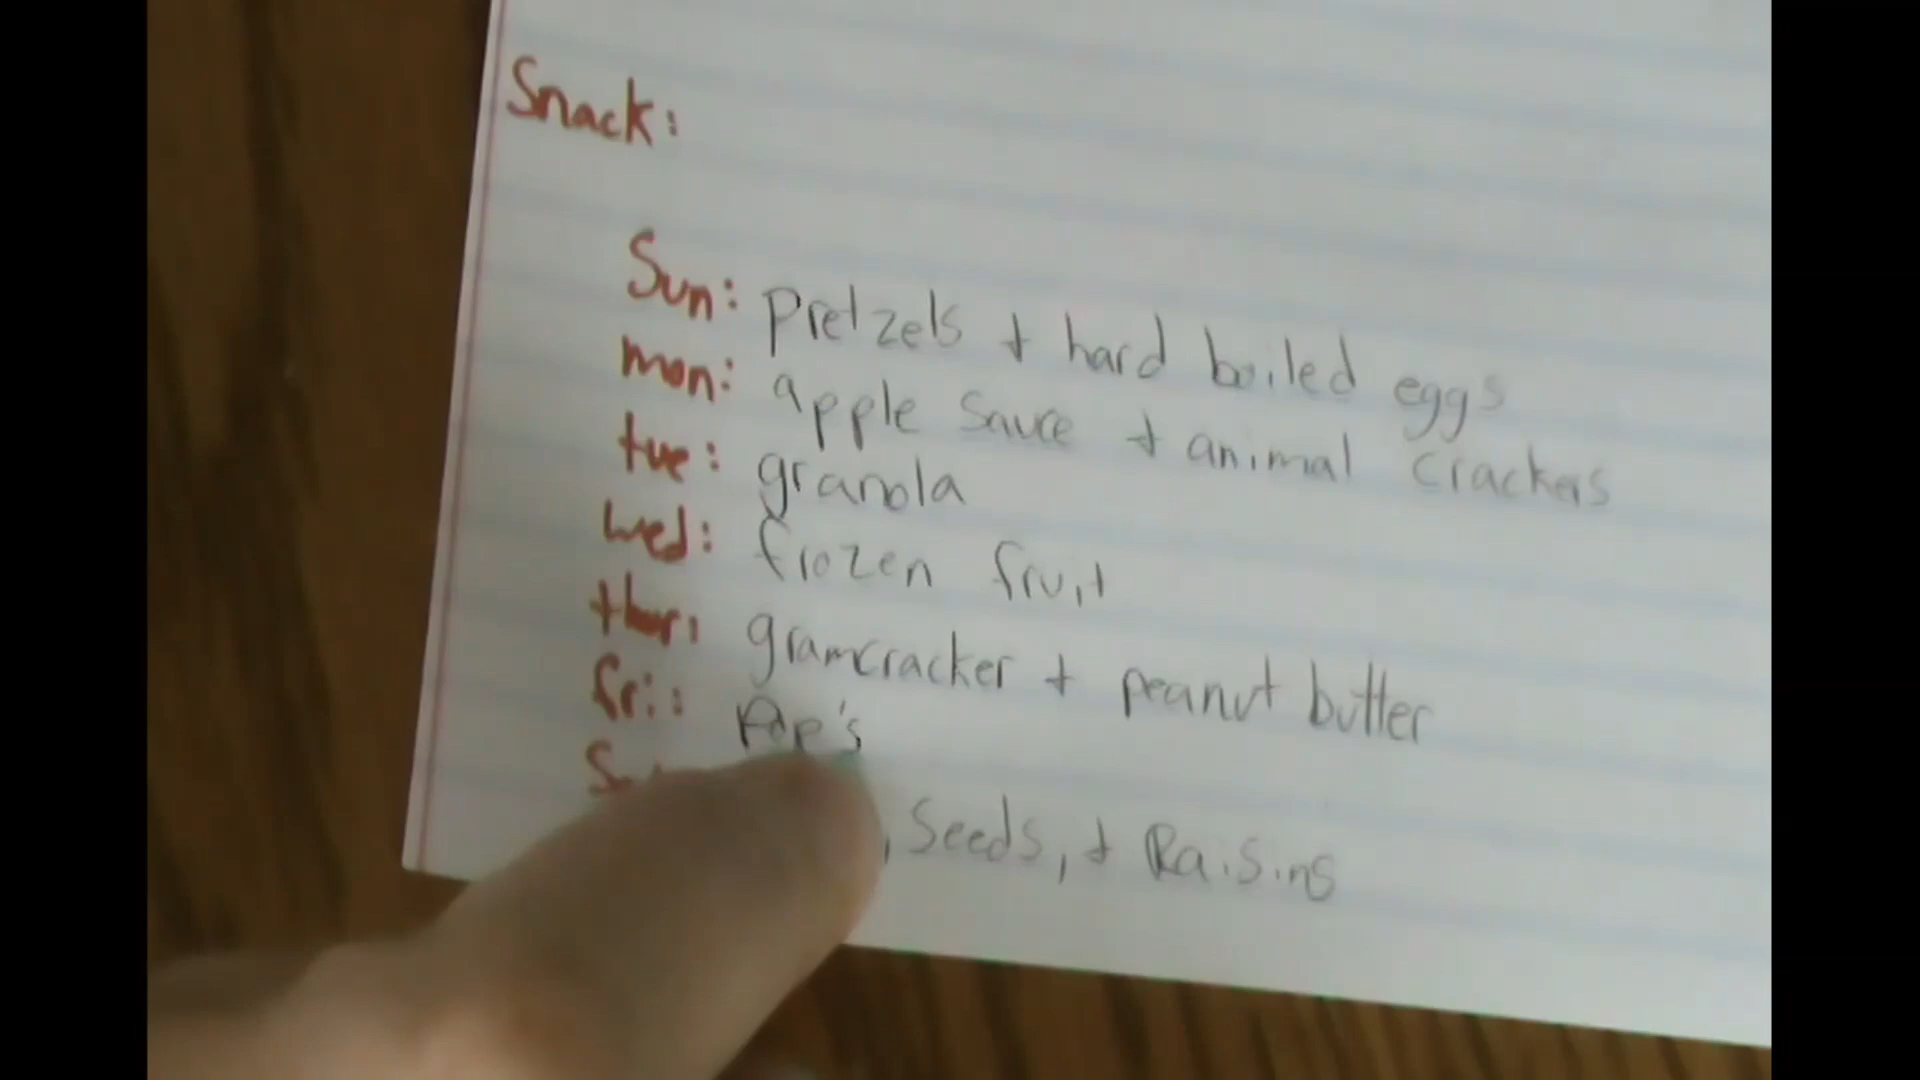 Snack:
Sun: Pretzels + hard boiled eggs
mon: apple sauce + animal crackers
tue: granola
wed: frozen fruit
thur: gramcracker + peanut butter
fri: Pop's
, Seeds, + Raisins